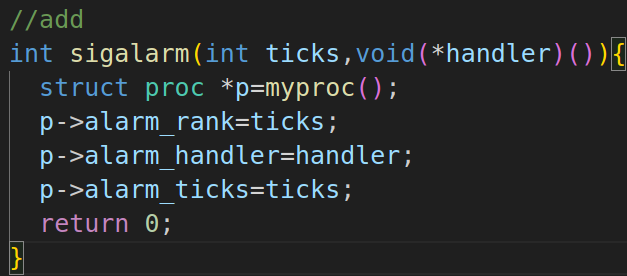 //add
int sigalarm(int ticks,void(*handler)()){
  struct proc *p=myproc();
  p->alarm_rank=ticks;
  p->alarm_handler=handler;
  p->alarm_ticks=ticks;
  return 0;
}